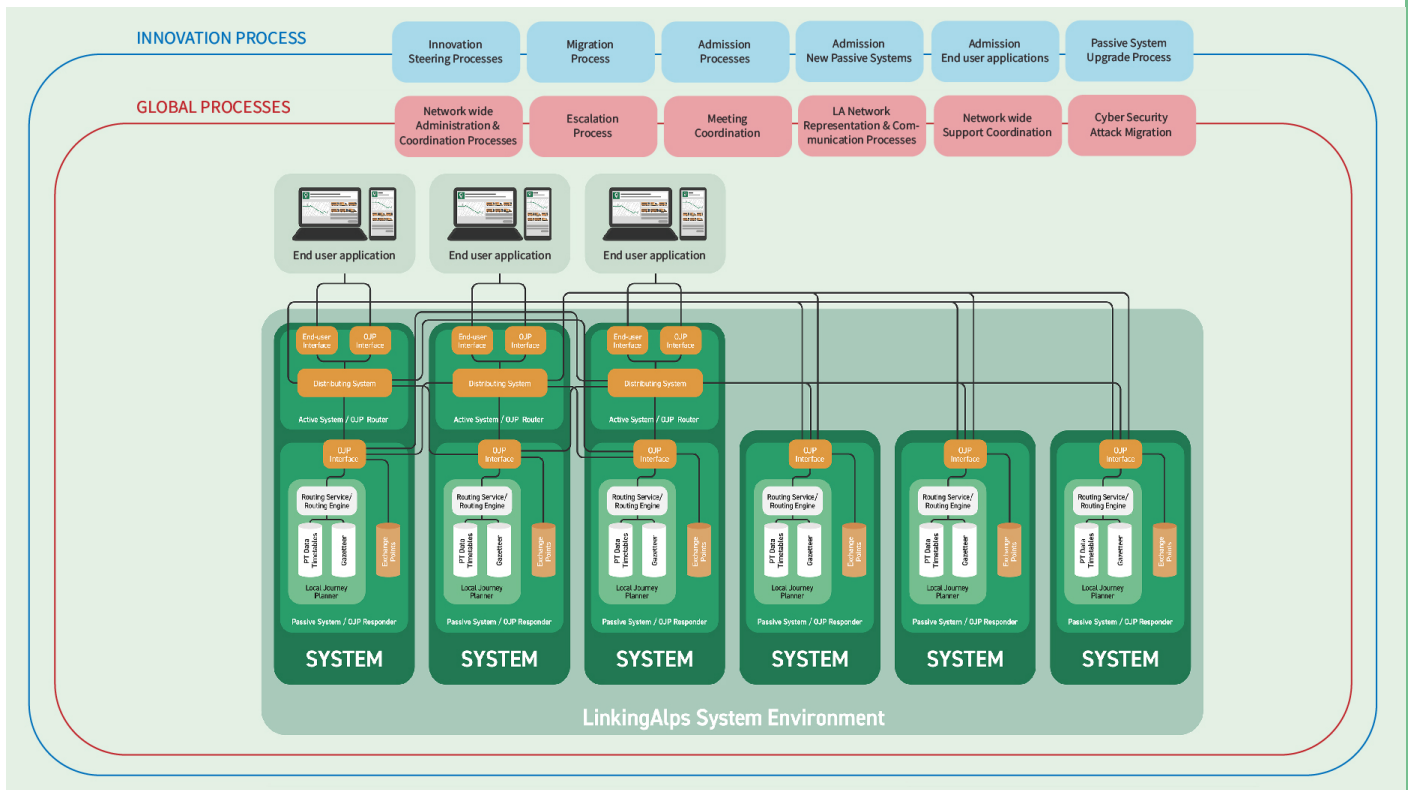 INNOVATION PROCESS
Innovation
Steering Processes
Migration
Process
Admission
Processes
Admission
New Passive Systems
Admission
End user applications
Passive System
Upgrade Process
GLOBAL PROCESSES
Network wide
Administration &
Coordination Processes
Escalation
Process
Meeting
Coordination
LA Network
Representation & Com-
munication Processes
Network wide
Support Coordination
Cyber Security
Attack Migration
End user application
End user application
End user application
End-user
Interface
OJP
Interface
End-user
Interface
OJP
Interface
End-user
Interface
OJP
Interface
Distributing System
Distributing System
Distributing System
Active System / OJP Router
Active System / OJP Router
Active System / OJP Router
OJP
Interface
OJP
Interface
OJP
Interface
OJP
Interface
OJP
Interface
OJP
Interface
Routing Service/
Routing Engine
Routing Service/
Routing Engine
Routing Service/
Routing Engine
Routing Service/
Routing Engine
Routing Service/
Routing Engine
Routing Service/
Routing Engine
PT Data
Timetables
Gazetteer
Exchange
Points
PT Data
Timetables
Gazetteer
Exchange
Points
PT Data
Timetables
Gazetteer
Exchange
Points
PT Data
Timetables
Gazetteer
Exchange
Points
PT Data
Timetables
Gazetteer
Exchange
Points
PT Data
Timetables
Gazetteer
Exchange
Points
Local Journey
Planner
Local Journey
Planner
Local Journey
Planner
Local Journey
Planner
Local Journey
Planner
Local Journey
Planner
Passive System / OJP Responder
Passive System / OJP Responder
Passive System / OJP Responder
Passive System / OJP Responder
Passive System / OJP Responder
Passive System / OJP Responder
SYSTEM
SYSTEM
SYSTEM
SYSTEM
SYSTEM
SYSTEM
LinkingAlps System Environment